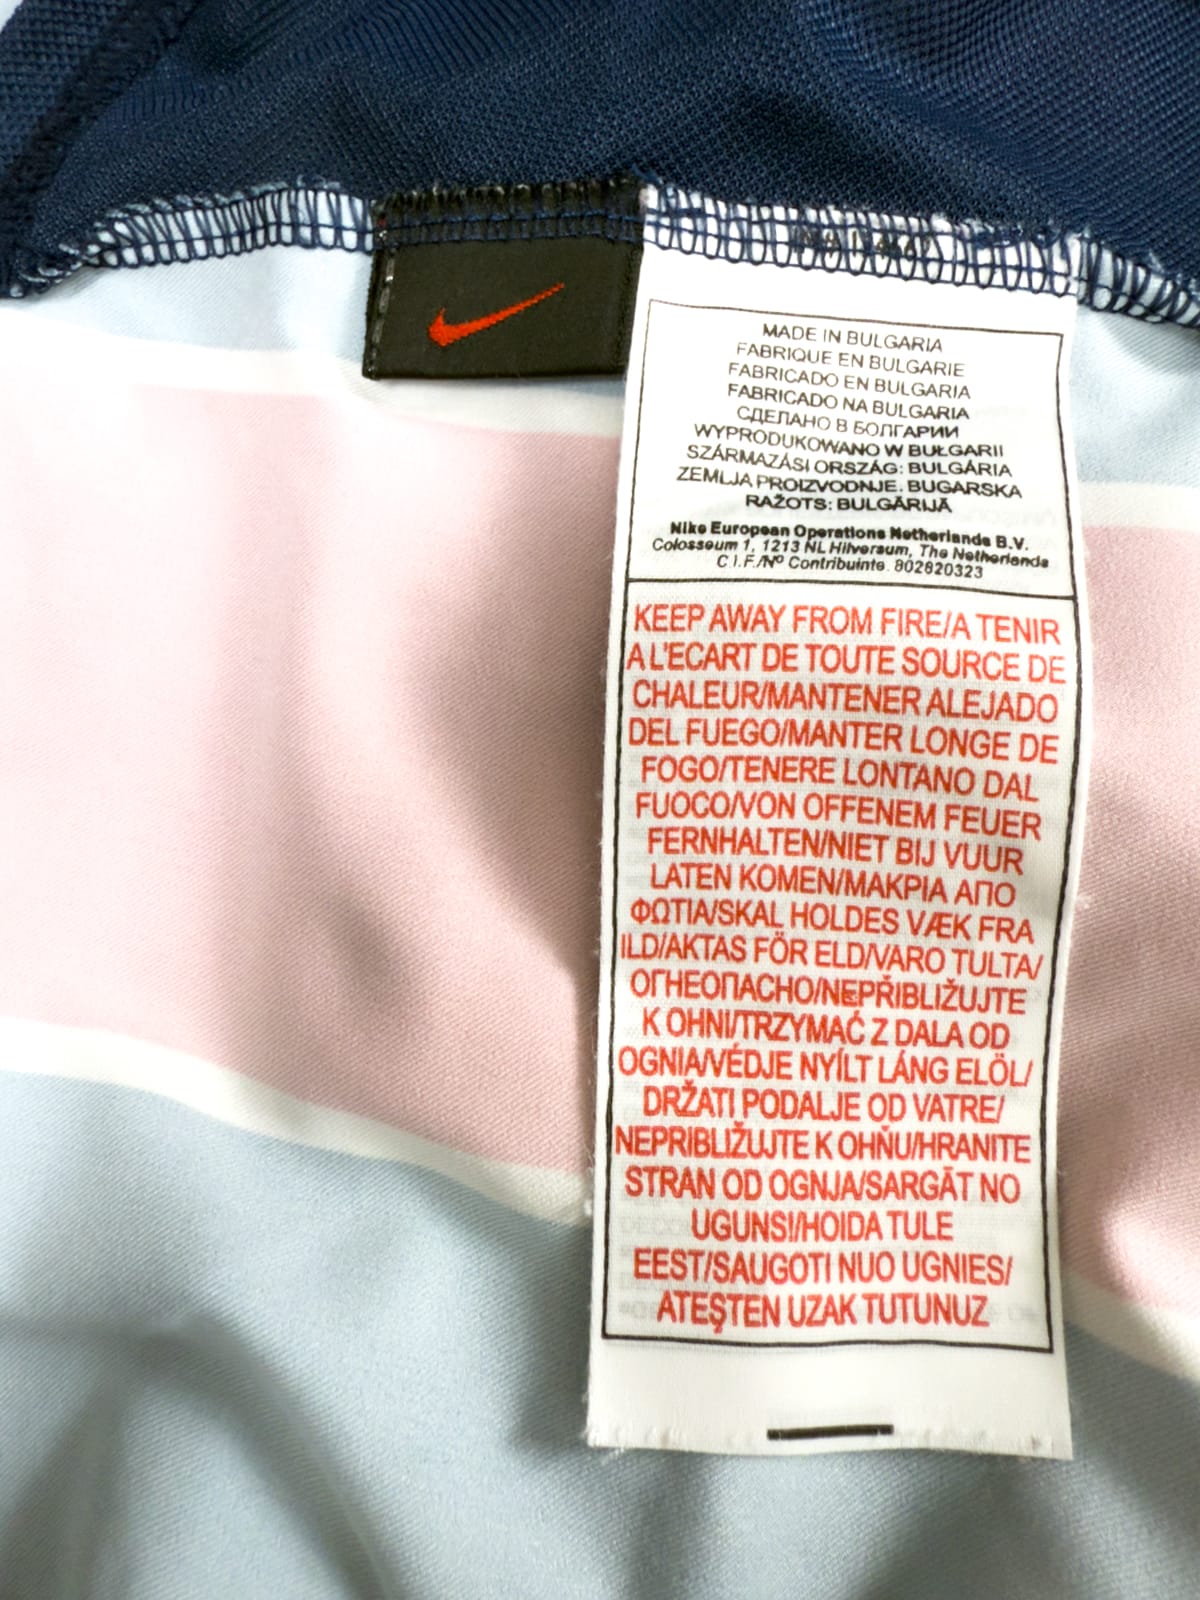 MADE IN BULGARIA
FABRIQUE EN BULGARIE
FABRICADO EN BULGARIA
FABRICADO NA BULGARIA
СДЕЛАНО В БОЛГАРИИ
WYPRODUKOWANO W BUŁGARII
SZÁRMAZÁSI ORSZÁG: BULGÁRIA
ZEMLJA PROIZVODNJE. BUGARSKA
RAŽOTS: BULGĀRIJĀ
Nike European Operations Netherlands B.V.
Colosseum 1, 1213 NL Hilversum, The Netherlands
C.I.F./Nº Contribuinte. 802820323
KEEP AWAY FROM FIRE/A TENIR
A L'ECART DE TOUTE SOURCE DE
CHALEUR/MANTENER ALEJADO
DEL FUEGO/MANTER LONGE DE
FOGO/TENERE LONTANO DAL
FUOCO/VON OFFENEM FEUER
FERNHALTEN/NIET BIJ VUUR
LATEN KOMEN/ΜΑΚΡΙΑ ΑΠΟ
ΦΩΤΙΑ/SKAL HOLDES VÆK FRA
ILD/AKTAS FÖR ELD/VARO TULTA/
ОГНЕОПАСНО/NEPŘIBLIŽUJTE
K OHNI/TRZYMAĆ Z DALA OD
OGNIA/VÉDJE NYÍLT LÁNG ELÖL/
DRŽATI PODALJE OD VATRE/
NEPRIBLIŽUJTE K OHŇU/HRANITE
STRAN OD OGNJA/SARGĀT NO
UGUNSI/HOIDA TULE
EEST/SAUGOTI NUO UGNIES/
ATEŞTEN UZAK TUTUNUZ